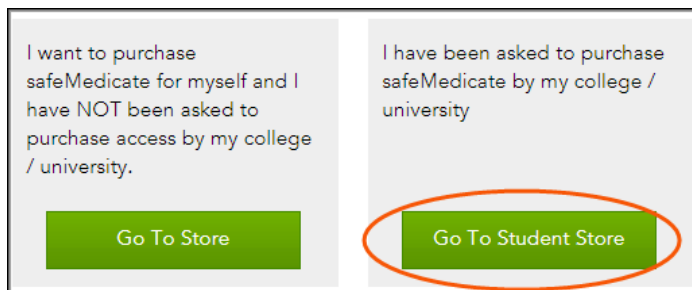 I want to purchase
safeMedicate for myself and I
have NOT been asked to
purchase access by my college
/ university.
Go To Store
I have been asked to purchase
safeMedicate by my college /
university
Go To Student Store